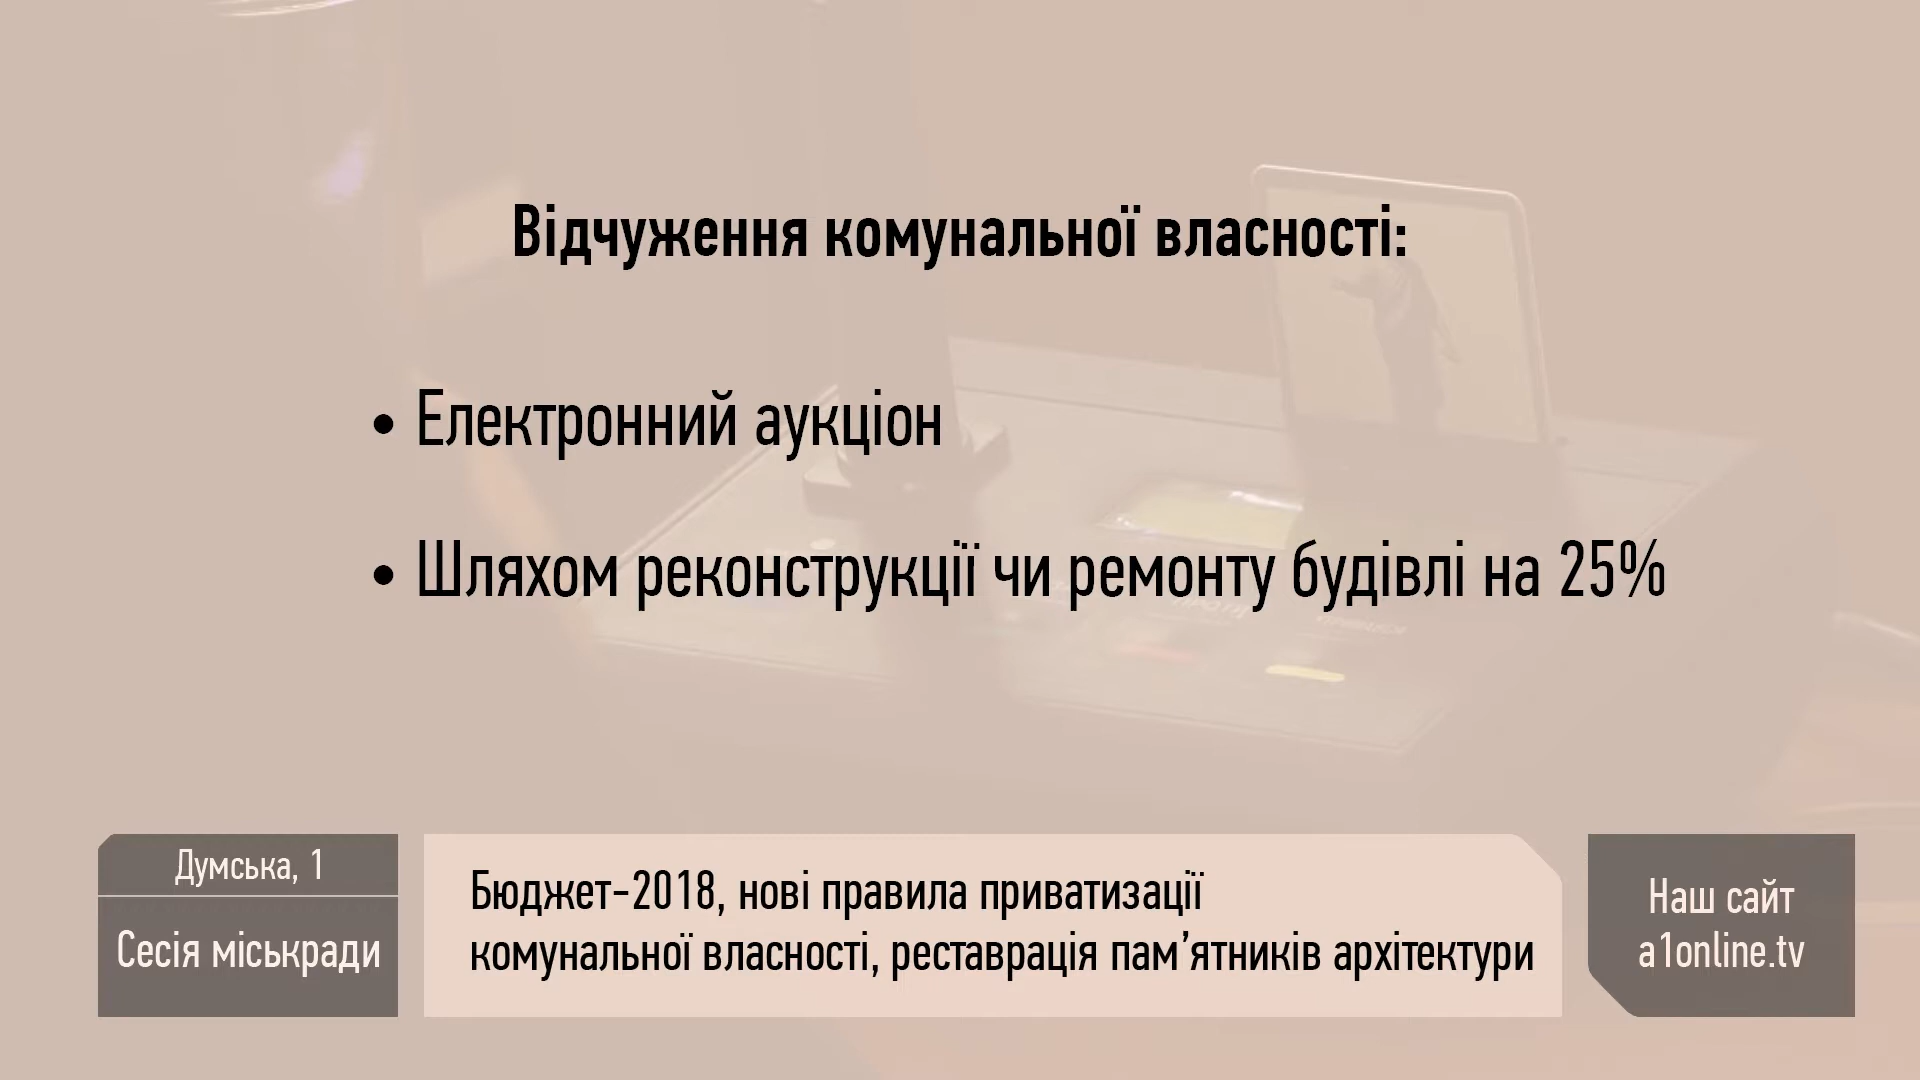 Відчуження комунальної власності:
• Електронний аукціон
• Шляхом реконструкції чи ремонту будівлі на 25%
Думська, 1
Сесія міськради
Бюджет-2018, нові правила приватизації
комунальної власності, реставрація пам’ятників архітектури
Наш сайт
a1online.tv